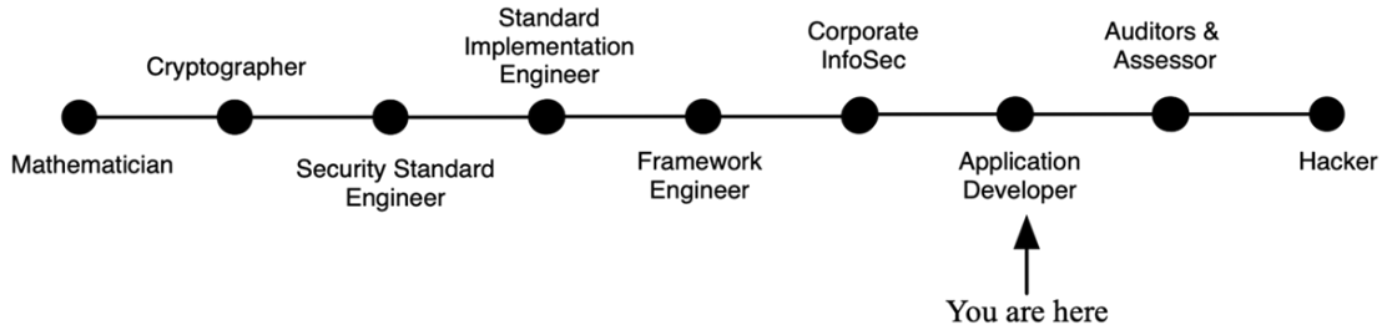 Mathematician
Cryptographer
Security Standard
Engineer
Standard
Implementation
Engineer
Framework
Engineer
Corporate
InfoSec
Application
Developer
Auditors &
Assessor
Hacker
You are here